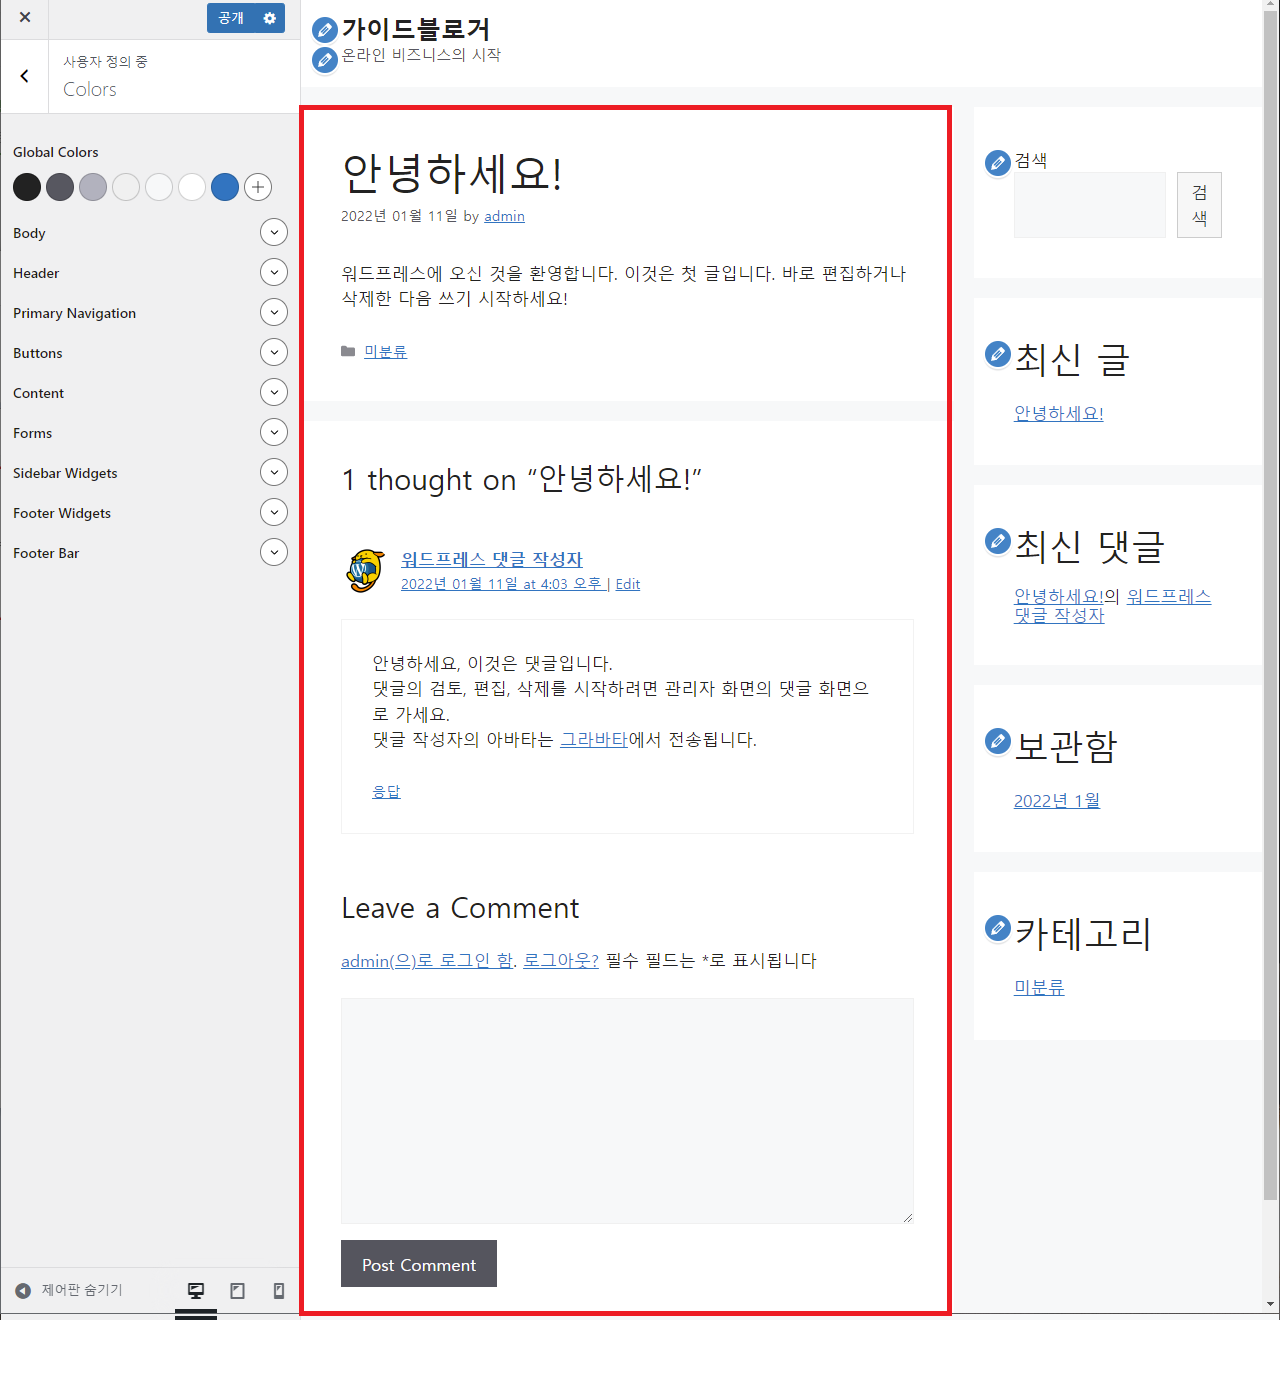 공개
사용자 정의 중
Colors
Global Colors
Body
Header
Primary Navigation
Buttons
Content
Forms
Sidebar Widgets
Footer Widgets
Footer Bar
제어판 숨기기
가이드블로거
온라인 비즈니스의 시작
안녕하세요!
2022년 01월 11일 by admin
워드프레스에 오신 것을 환영합니다. 이것은 첫 글입니다. 바로 편집하거나
삭제한 다음 쓰기 시작하세요!
미분류
1 thought on “안녕하세요!”
워드프레스 댓글 작성자
2022년 01월 11일 at 4:03 오후 | Edit
안녕하세요, 이것은 댓글입니다.
댓글의 검토, 편집, 삭제를 시작하려면 관리자 화면의 댓글 화면으
로 가세요.
댓글 작성자의 아바타는 그라바타에서 전송됩니다.
응답
Leave a Comment
admin(으)로 로그인 함. 로그아웃? 필수 필드는 *로 표시됩니다
Post Comment
검색
검
색
최신 글
안녕하세요!
최신 댓글
안녕하세요!의 워드프레스
댓글 작성자
보관함
2022년 1월
카테고리
미분류